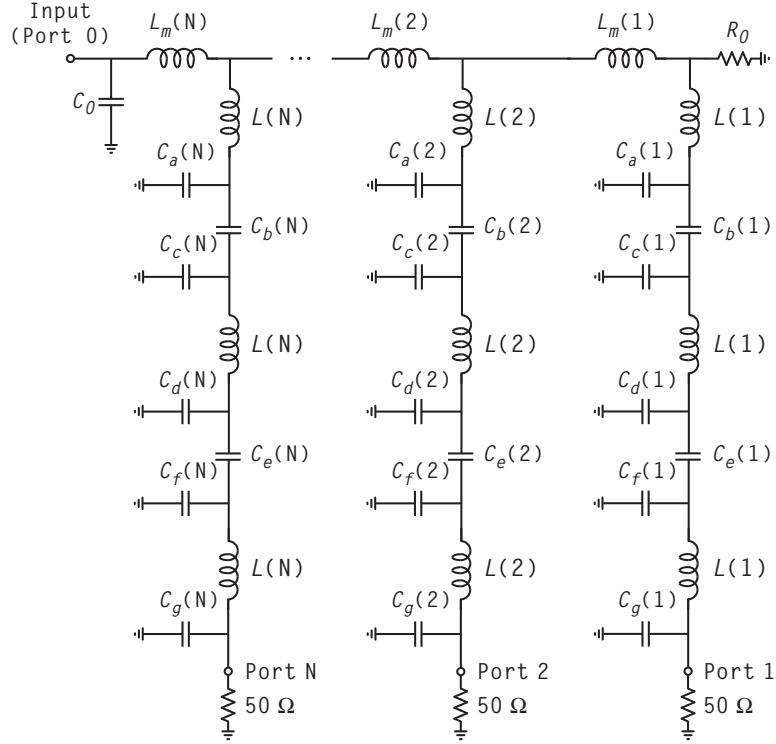 Input
(Port 0)
L_m(N)
...
L_m(2)
L_m(1)
R_0
C_0
L(N)
L(2)
L(1)
C_a(N)
C_a(2)
C_a(1)
C_b(N)
C_b(2)
C_b(1)
C_c(N)
C_c(2)
C_c(1)
L(N)
L(2)
L(1)
C_d(N)
C_d(2)
C_d(1)
C_e(N)
C_e(2)
C_e(1)
C_f(N)
C_f(2)
C_f(1)
L(N)
L(2)
L(1)
C_g(N)
C_g(2)
C_g(1)
Port N
Port 2
Port 1
50 Ω
50 Ω
50 Ω